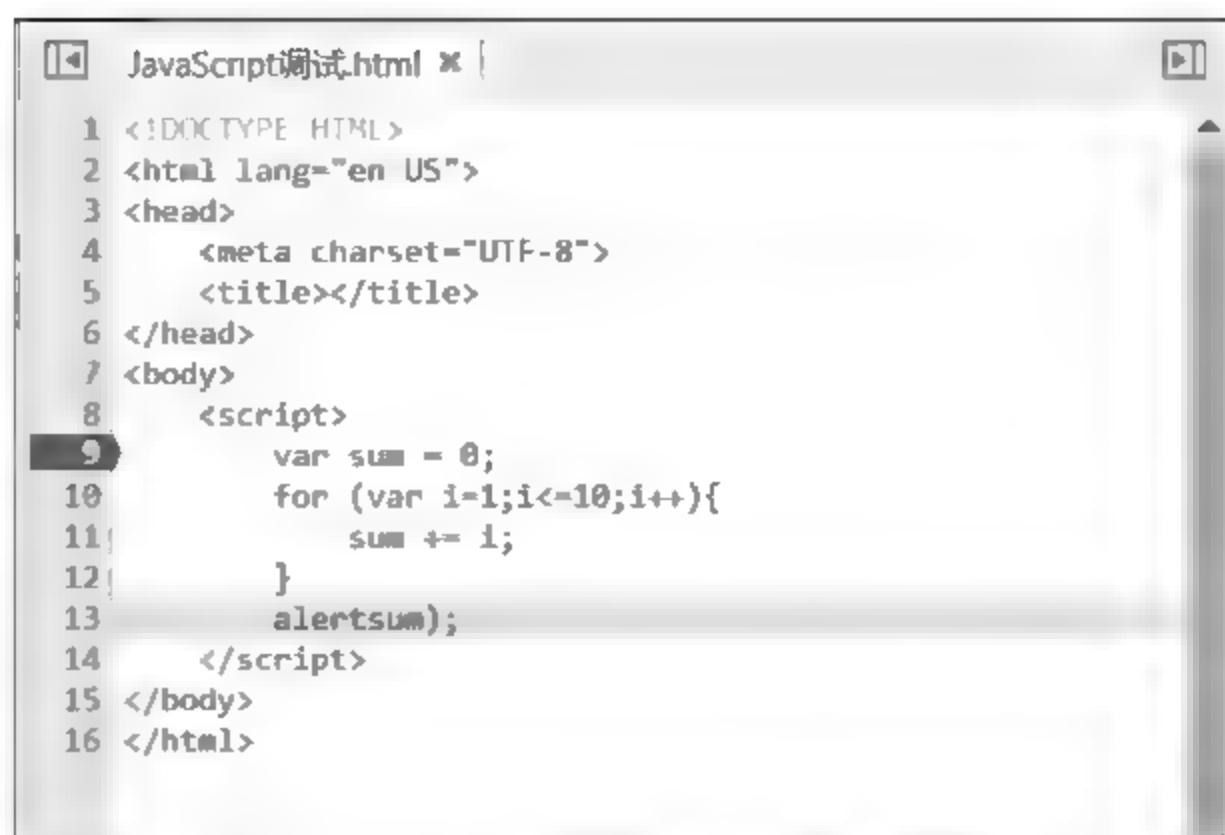 JavaScript调试.html ✖
1 <!DOCTYPE HTML>
2 <html lang="en US">
3 <head>
4 <meta charset="UTF-8">
5 <title></title>
6 </head>
7 <body>
8 <script>
9 var sum = 0;
10 for (var i=1;i<=10;i++){
11 sum += i;
12 }
13 alertsum);
14 </script>
15 </body>
16 </html>